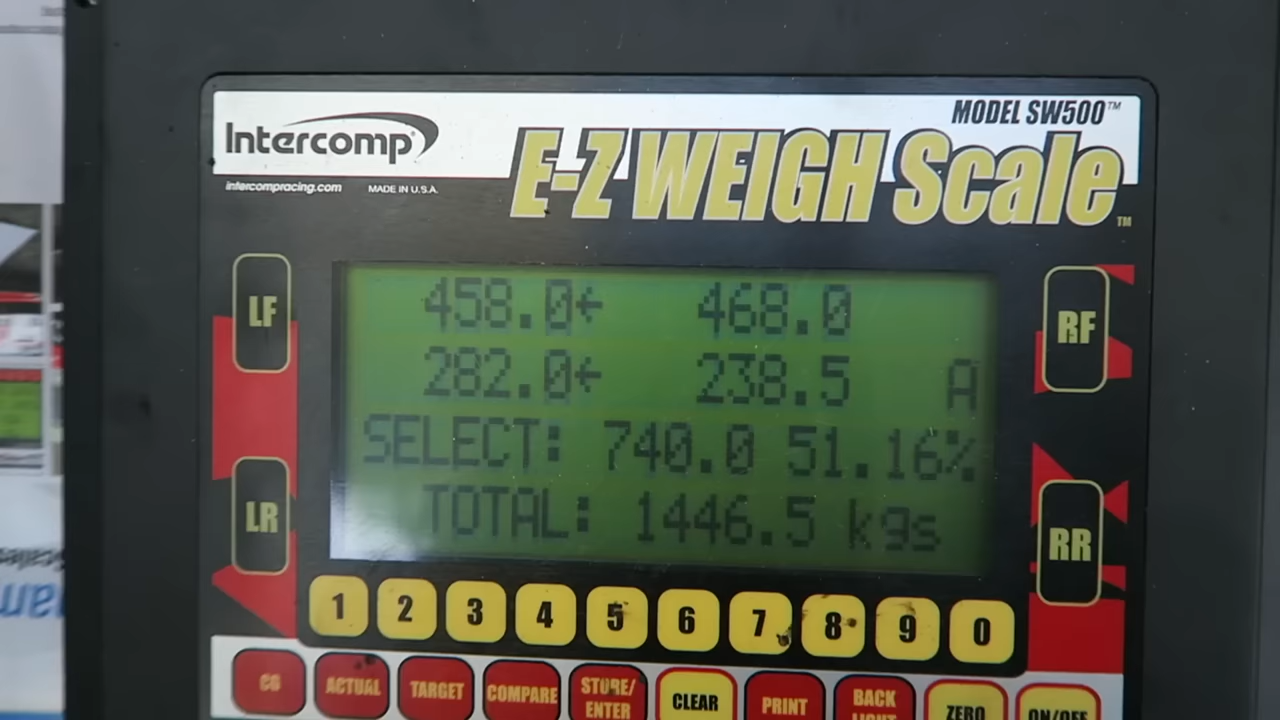 MODEL SW500™
Intercomp®
E-Z WEIGH Scale™
intercompracing.com MADE IN U.S.A.
LF
458.0← 468.0
RF
282.0← 238.5 A
SELECT: 740.0 51.16%
LR
TOTAL: 1446.5 kgs
RR
1 2 3 4 5 6 7 8 9 0
CG ACTUAL TARGET COMPARE STORE/ENTER CLEAR PRINT BACK LIGHT ZERO ON/OFF